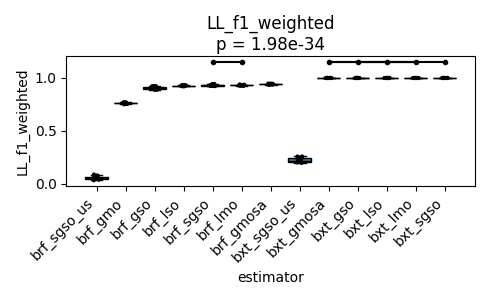 LL_f1_weighted
p = 1.98e-34
LL_f1_weighted
1.0
0.5
0.0
brf_sgso_us
brf_gmo
brf_gso
brf_lso
brf_sgso
brf_lmo
brf_gmosa
bxt_sgso_us
bxt_gmosa
bxt_gso
bxt_lso
bxt_lmo
bxt_sgso
estimator